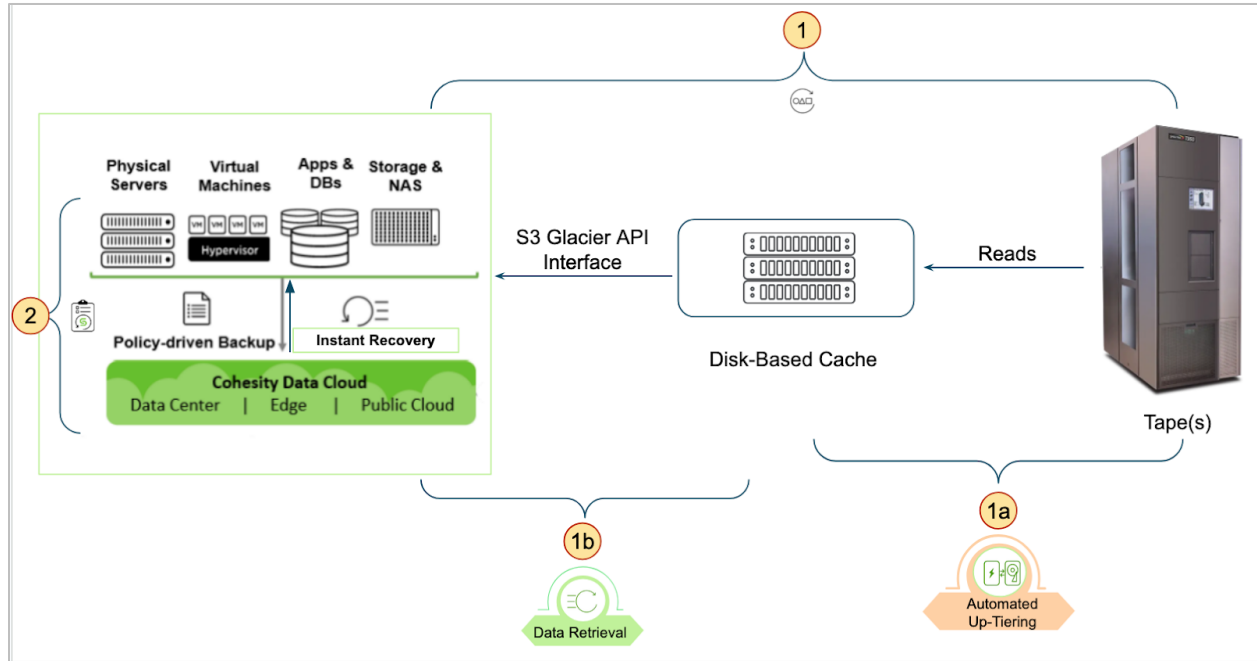 1
Physical
Servers
Virtual
Machines
Apps &
DBs
Storage &
NAS
VM VM VM VM
Hypervisor
S3 Glacier API
Interface
Reads
2
Policy-driven Backup
Instant Recovery
Disk-Based Cache
Cohesity Data Cloud
Data Center | Edge | Public Cloud
Tape(s)
1a
1b
Automated
Up-Tiering
Data Retrieval